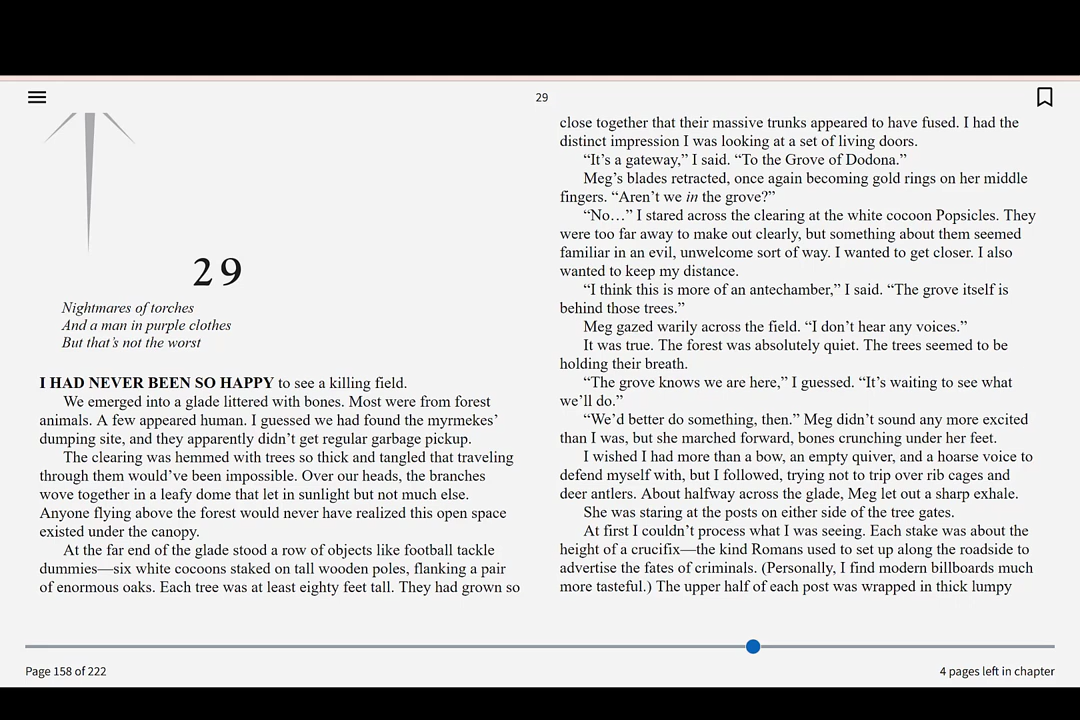 29
29
Nightmares of torches
And a man in purple clothes
But that’s not the worst
I HAD NEVER BEEN SO HAPPY to see a killing field.
We emerged into a glade littered with bones. Most were from forest
animals. A few appeared human. I guessed we had found the myrmekes’
dumping site, and they apparently didn’t get regular garbage pickup.
The clearing was hemmed with trees so thick and tangled that traveling
through them would’ve been impossible. Over our heads, the branches
wove together in a leafy dome that let in sunlight but not much else.
Anyone flying above the forest would never have realized this open space
existed under the canopy.
At the far end of the glade stood a row of objects like football tackle
dummies—six white cocoons staked on tall wooden poles, flanking a pair
of enormous oaks. Each tree was at least eighty feet tall. They had grown so
close together that their massive trunks appeared to have fused. I had the
distinct impression I was looking at a set of living doors.
“It’s a gateway,” I said. “To the Grove of Dodona.”
Meg’s blades retracted, once again becoming gold rings on her middle
fingers. “Aren’t we in the grove?”
“No…” I stared across the clearing at the white cocoon Popsicles. They
were too far away to make out clearly, but something about them seemed
familiar in an evil, unwelcome sort of way. I wanted to get closer. I also
wanted to keep my distance.
“I think this is more of an antechamber,” I said. “The grove itself is
behind those trees.”
Meg gazed warily across the field. “I don’t hear any voices.”
It was true. The forest was absolutely quiet. The trees seemed to be
holding their breath.
“The grove knows we are here,” I guessed. “It’s waiting to see what
we’ll do.”
“We’d better do something, then.” Meg didn’t sound any more excited
than I was, but she marched forward, bones crunching under her feet.
I wished I had more than a bow, an empty quiver, and a hoarse voice to
defend myself with, but I followed, trying not to trip over rib cages and
deer antlers. About halfway across the glade, Meg let out a sharp exhale.
She was staring at the posts on either side of the tree gates.
At first I couldn’t process what I was seeing. Each stake was about the
height of a crucifix—the kind Romans used to set up along the roadside to
advertise the fates of criminals. (Personally, I find modern billboards much
more tasteful.) The upper half of each post was wrapped in thick lumpy
Page 158 of 222
4 pages left in chapter